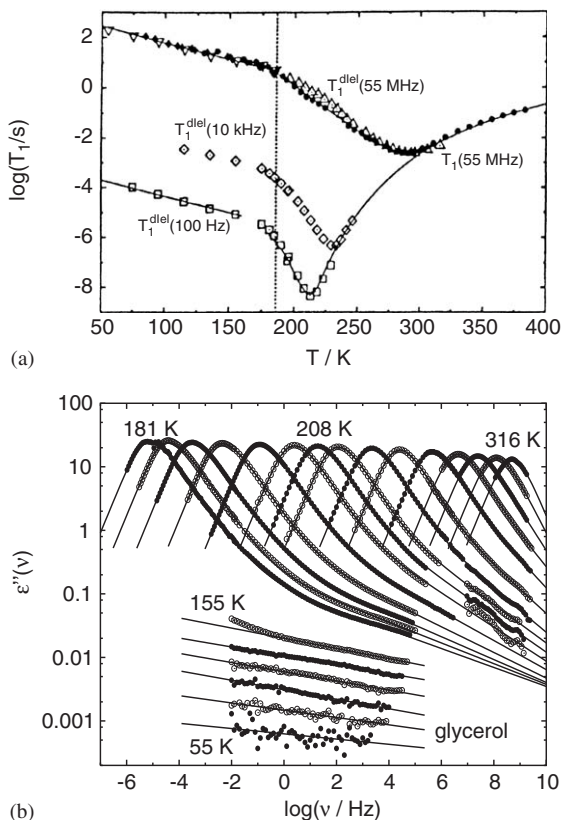 2
0
-2
-4
-6
-8
log(T₁/s)
T₁ᵈˡᵉˡ(55 MHz)
T₁ᵈˡᵉˡ(10 kHz)
T₁(55 MHz)
T₁ᵈˡᵉˡ(100 Hz)
50 100 150 200 250 300 350 400
(a) T / K
100
10
1
0.1
0.01
0.001
ε''(ν)
181 K 208 K 316 K
155 K
55 K
glycerol
-6 -4 -2 0 2 4 6 8 10
(b) log(ν / Hz)